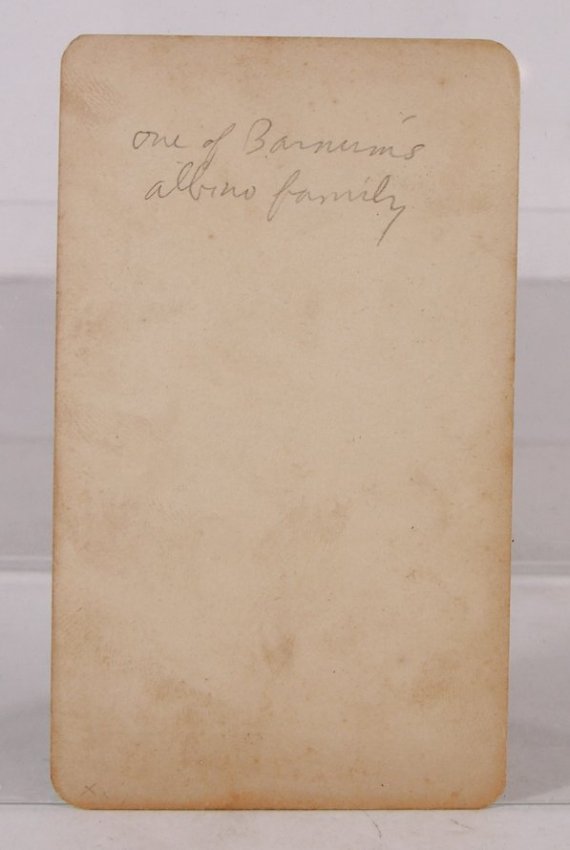 one of Barnum's
albino family
x